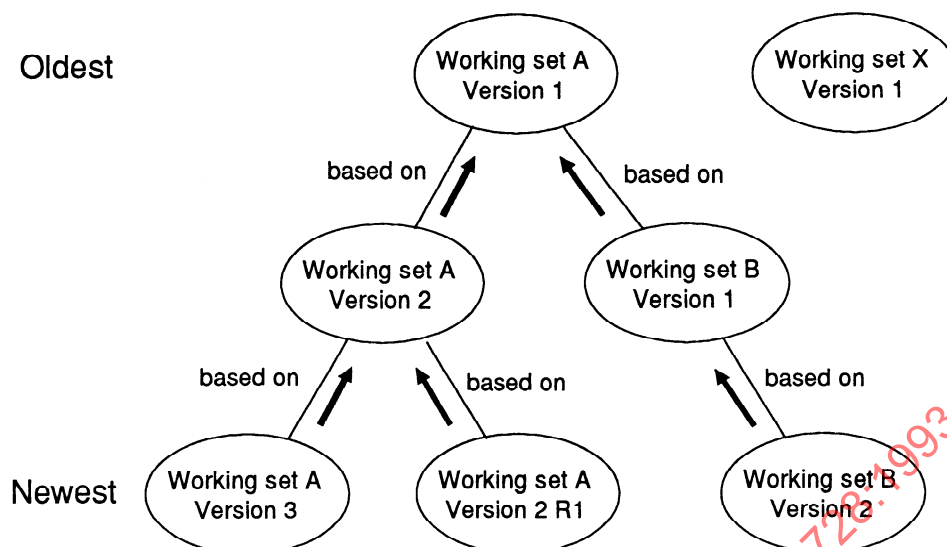 Oldest
Working set A
Version 1
Working set X
Version 1
based on
based on
Working set A
Version 2
Working set B
Version 1
based on
based on
based on
Newest
Working set A
Version 3
Working set A
Version 2 R1
Working set B
Version 2
728:1993